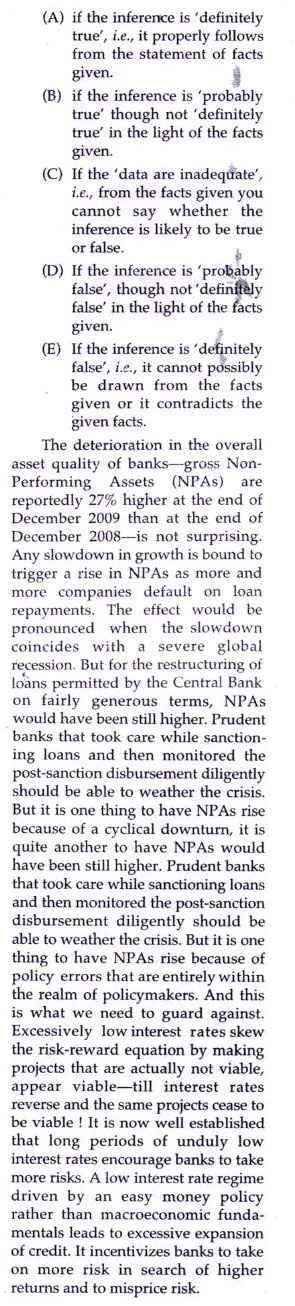 (A) if the inference is ‘definitely
true’, i.e., it properly follows
from the statement of facts
given.
(B) if the inference is ‘probably
true’ though not ‘definitely
true’ in the light of the facts
given.
(C) If the ‘data are inadequate’,
i.e., from the facts given you
cannot say whether the
inference is likely to be true
or false.
(D) If the inference is ‘probably
false’, though not ‘definitely
false’ in the light of the facts
given.
(E) If the inference is ‘definitely
false’, i.e., it cannot possibly
be drawn from the facts
given or it contradicts the
given facts.
The deterioration in the overall
asset quality of banks—gross Non-
Performing Assets (NPAs) are
reportedly 27% higher at the end of
December 2009 than at the end of
December 2008—is not surprising.
Any slowdown in growth is bound to
trigger a rise in NPAs as more and
more companies default on loan
repayments. The effect would be
pronounced when the slowdown
coincides with a severe global
recession. But for the restructuring of
loans permitted by the Central Bank
on fairly generous terms, NPAs
would have been still higher. Prudent
banks that took care while sanction-
ing loans and then monitored the
post-sanction disbursement diligently
should be able to weather the crisis.
But it is one thing to have NPAs rise
because of a cyclical downturn, it is
quite another to have NPAs would
have been still higher. Prudent banks
that took care while sanctioning loans
and then monitored the post-sanction
disbursement diligently should be
able to weather the crisis. But it is one
thing to have NPAs rise because of
policy errors that are entirely within
the realm of policymakers. And this
is what we need to guard against.
Excessively low interest rates skew
the risk-reward equation by making
projects that are actually not viable,
appear viable—till interest rates
reverse and the same projects cease to
be viable ! It is now well established
that long periods of unduly low
interest rates encourage banks to take
more risks. A low interest rate regime
driven by an easy money policy
rather than macroeconomic funda-
mentals leads to excessive expansion
of credit. It incentivizes banks to take
on more risk in search of higher
returns and to misprice risk.